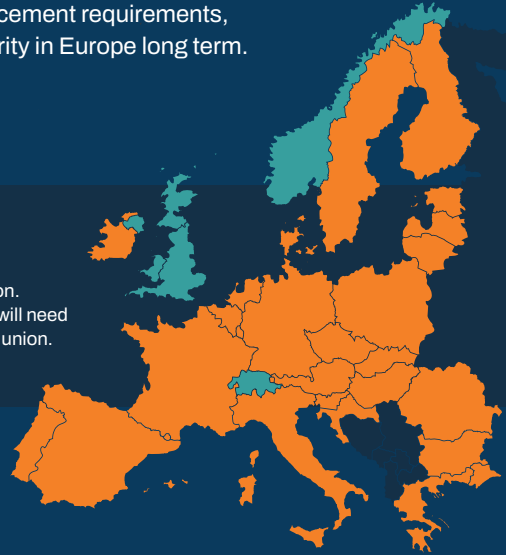 cement requirements,
rity in Europe long term.
on.
will need
union.